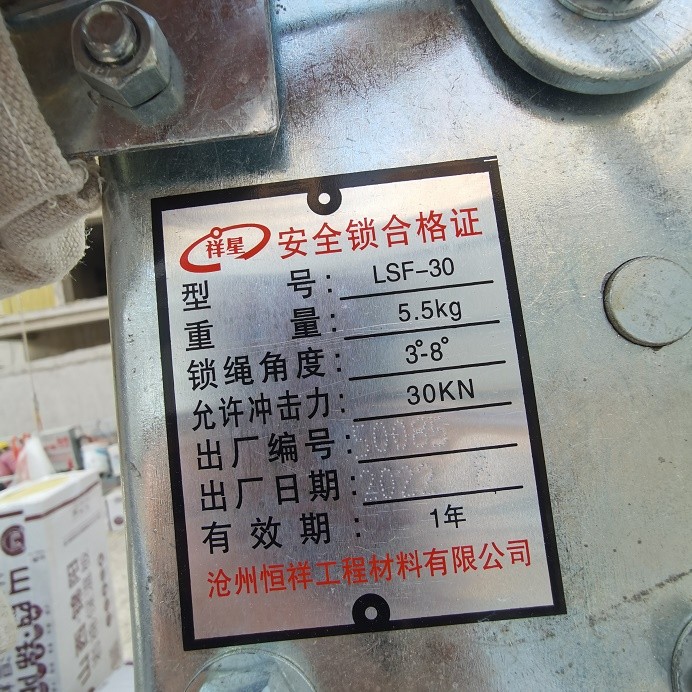 祥星 安全锁合格证
型号: LSF-30
重量: 5.5kg
锁绳角度: 3°-8°
允许冲击力: 30KN
出厂编号:
出厂日期:
有效期: 1年
沧州恒祥工程材料有限公司